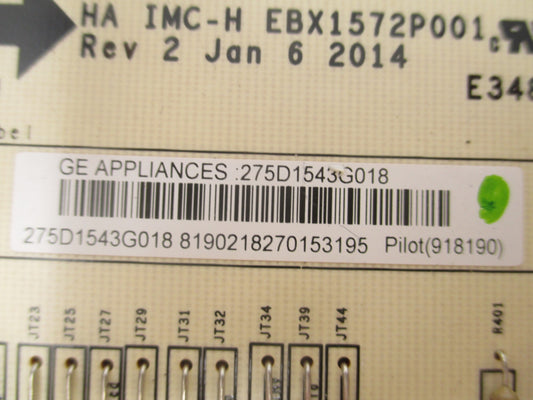 HA IMC-H EBX1572P001
Rev 2 Jan 6 2014
E348
bel
GE APPLIANCES :275D1543G018
275D1543G018 8190218270153195 Pilot(918190)
JT23
JT25
JT27
JT29
JT31
JT32
JT34
JT39
JT44
R401